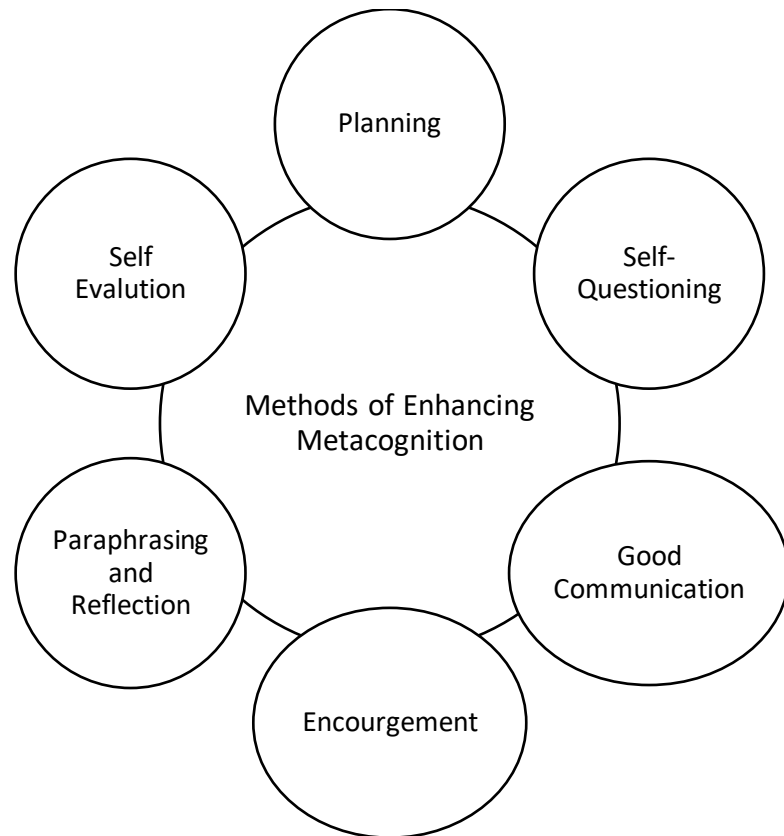 Planning
Self-
Questioning
Good
Communication
Encourgement
Paraphrasing
and
Reflection
Self
Evalution
Methods of Enhancing
Metacognition